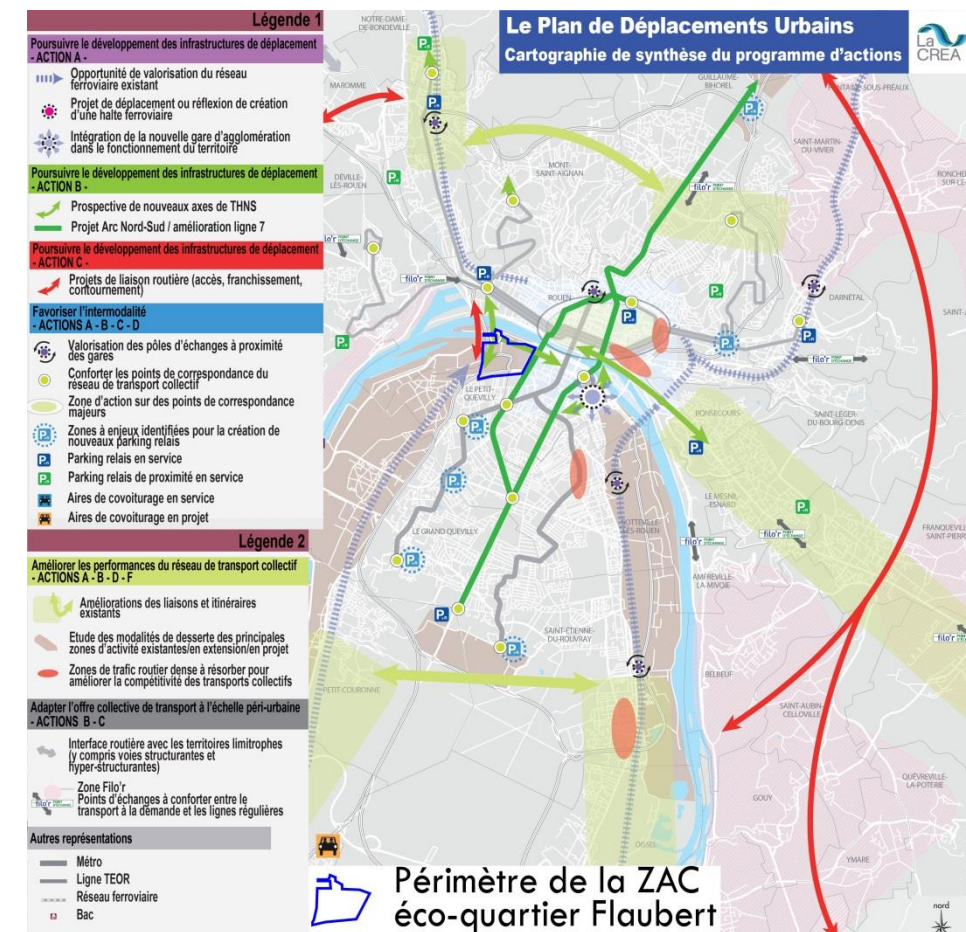 Légende 1
Poursuivre le développement des infrastructures de déplacement
- ACTION A -
Opportunité de valorisation du réseau
ferroviaire existant
Projet de déplacement ou réflexion de création
d'une halte ferroviaire
Intégration de la nouvelle gare d'agglomération
dans le fonctionnement du territoire
Poursuivre le développement des infrastructures de déplacement
- ACTION B -
Prospective de nouveaux axes de THNS
Projet Arc Nord-Sud / amélioration ligne 7
Poursuivre le développement des infrastructures de déplacement
- ACTION C -
Projets de liaison routière (accès, franchissement,
contournement)
Favoriser l'intermodalité
- ACTIONS A - B - C - D
Valorisation des pôles d'échanges à proximité
des gares
Conforter les points de correspondance du
réseau de transport collectif
Zone d'action sur des points de correspondance
majeurs
Zones à enjeux identifiées pour la création de
nouveaux parking relais
Parking relais en service
Parking relais de proximité en service
Aires de covoiturage en service
Aires de covoiturage en projet
Légende 2
Améliorer les performances du réseau de transport collectif
- ACTIONS A - B - D - F
Améliorations des liaisons et itinéraires
existants
Etude des modalités de desserte des principales
zones d'activité existantes/en extension/en projet
Zones de trafic routier dense à résorber pour
améliorer la compétitivité des transports collectifs
Adapter l'offre collective de transport à l'échelle péri-urbaine
- ACTIONS B - C
Interface routière avec les territoires limitrophes
(y compris voies structurantes et
hyper-structurantes)
Zone Filo'r
filo'r
Points d'échanges à conforter entre le
transport à la demande et les lignes régulières
Autres représentations
Métro
Ligne TEOR
Réseau ferroviaire
Bac
Le Plan de Déplacements Urbains
Cartographie de synthèse du programme d'actions
La
CREA
NOTRE-DAME-
DE-BONDEVILLE
MAROMME
GUILLAUME-
BIHOREL
FONTAINE-SOUS-PRÉAUX
SAINT-MARTIN
DU-VIVIER
MONT-
SAINT-AIGNAN
DÉVILLE-
LÈS-ROUEN
filo'r
filo'r
filo'r
ROUEN
DARNÉTAL
filo'r
LE PETIT-
QUEVILLY
BONSECOURS
SAINT-LÉGER-
DU-BOURG-DENIS
LE MESNIL-
ESNARD
LE GRAND QUEVILLY
SOTTEVILLE-
LÈS-ROUEN
filo'r
filo'r
AMFREVILLE-
LA-MIVOIE
SAINT-ÉTIENNE-
DU-ROUVRAY
filo'r
BELBEUF
PETIT-COURONNE
SAINT-AUBIN-
CELLOVILLE
QUÉVREVILLE-
LA-POTERIE
GOUY
YMARE
OISSEL
Périmètre de la ZAC
éco-quartier Flaubert
nord